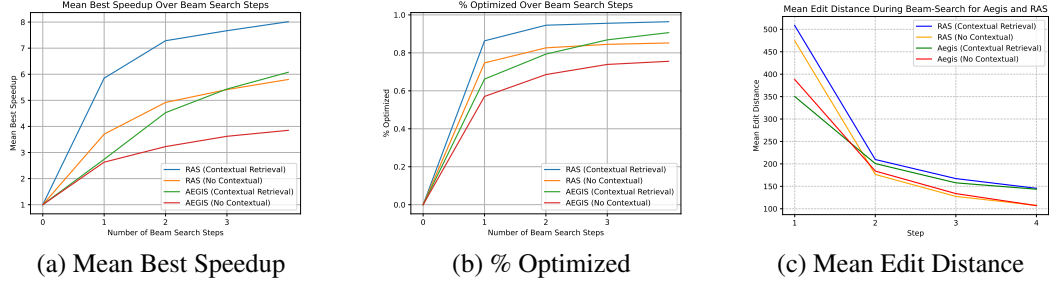 Mean Best Speedup Over Beam Search Steps
8
7
6
5
4
3
2
1
Mean Best Speedup
RAS (Contextual Retrieval)
RAS (No Contextual)
AEGIS (Contextual Retrieval)
AEGIS (No Contextual)
0
1
2
3
Number of Beam Search Steps
(a) Mean Best Speedup
% Optimized Over Beam Search Steps
1.0
0.8
0.6
0.4
0.2
0.0
% Optimized
RAS (Contextual Retrieval)
RAS (No Contextual)
AEGIS (Contextual Retrieval)
AEGIS (No Contextual)
0
1
2
3
Number of Beam Search Steps
(b) % Optimized
Mean Edit Distance During Beam-Search for Aegis and RAS
500
450
400
350
300
250
200
150
100
Mean Edit Distance
RAS (Contextual Retrieval)
RAS (No Contextual)
Aegis (Contextual Retrieval)
Aegis (No Contextual)
1
2
3
4
Step
(c) Mean Edit Distance